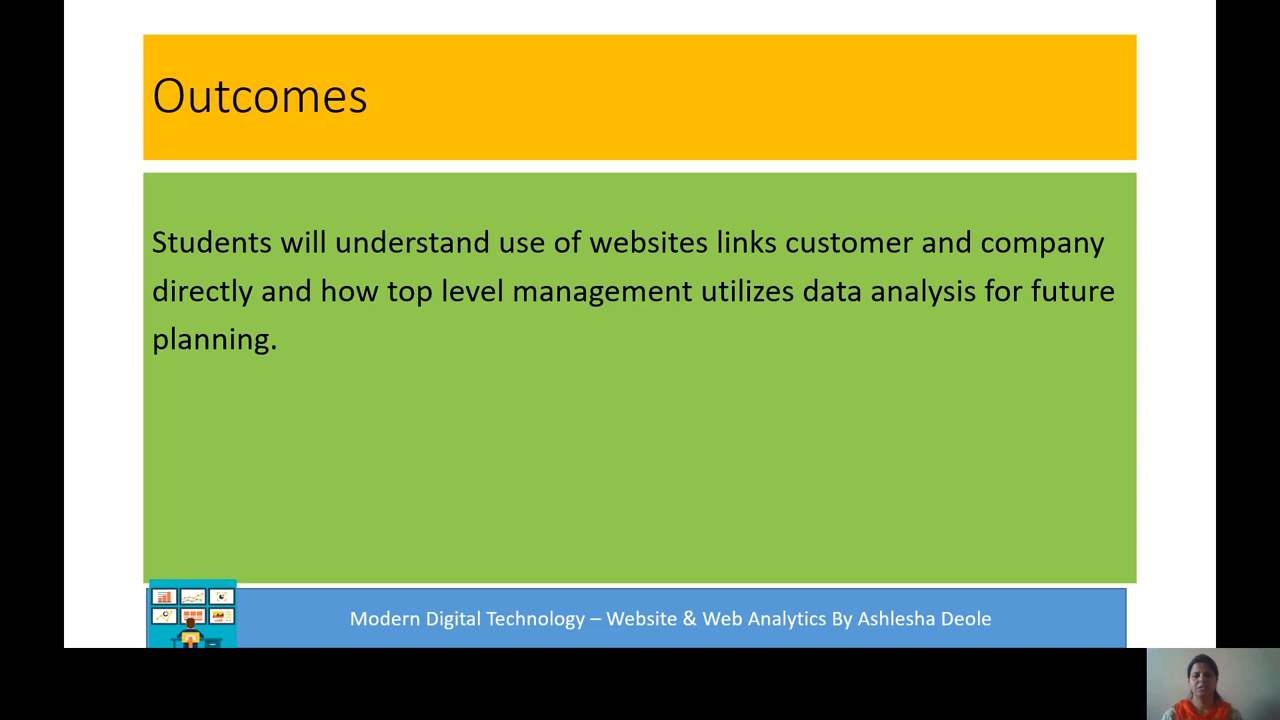 Outcomes
Students will understand use of websites links customer and company
directly and how top level management utilizes data analysis for future
planning.
Modern Digital Technology – Website & Web Analytics By Ashlesha Deole